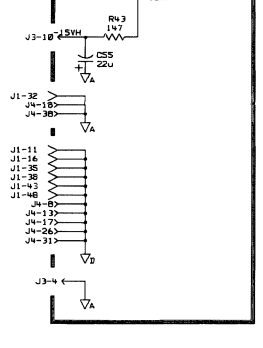 R43
147
J3-10 -15VH
C55
22u
+
A
J1-32
J4-18
J4-38
A
J1-11
J1-16
J1-35
J1-38
J1-43
J1-48
J4-8
J4-13
J4-17
J4-26
J4-31
D
J3-4
A